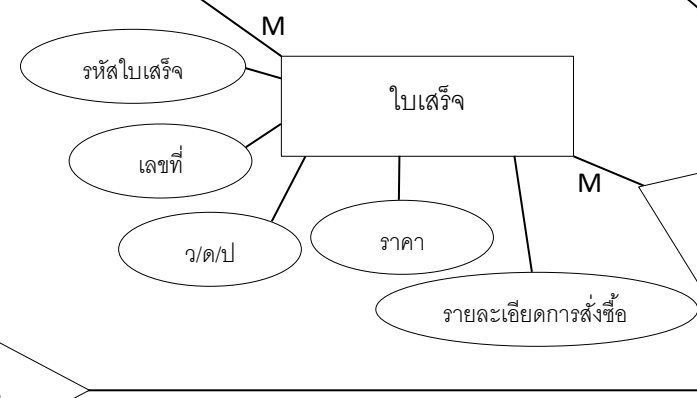 M
รหัสใบเสร็จ
ใบเสร็จ
เลขที่
M
ว/ด/ป
ราคา
รายละเอียดการสั่งซื้อ